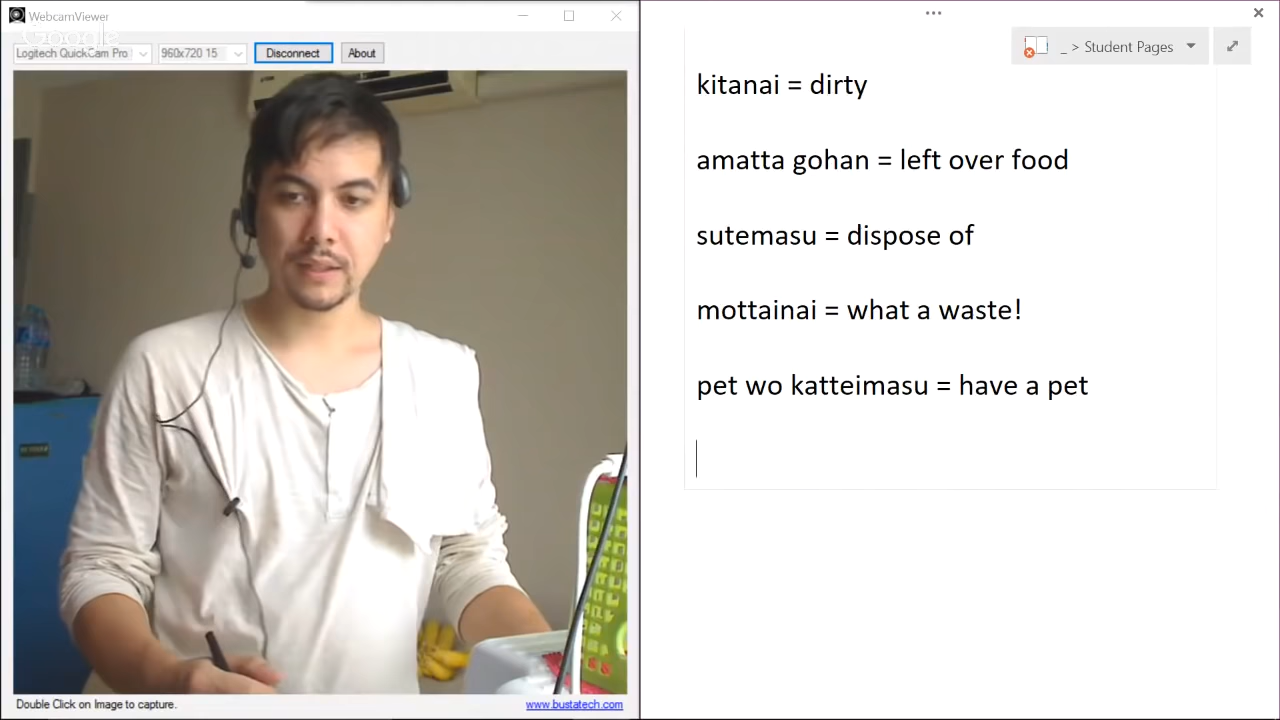 WebcamViewer
Google
Logitech QuickCam Pro
960x720 15
Disconnect
About
Double Click on Image to capture.
www.bustatech.com
_ > Student Pages
kitanai = dirty
amatta gohan = left over food
sutemasu = dispose of
mottainai = what a waste!
pet wo katteimasu = have a pet